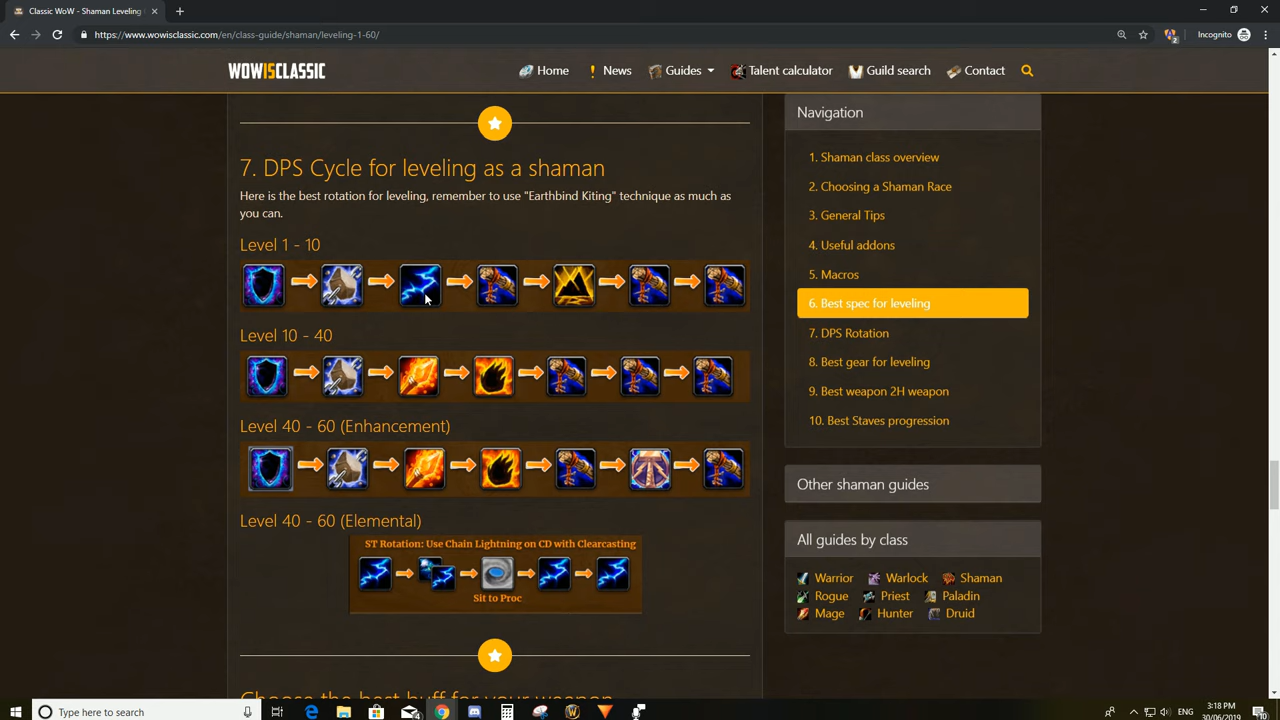 Classic WoW - Shaman Leveling
https://www.wowisclassic.com/en/class-guide/shaman/leveling-1-60/
Incognito
WOWISCLASSIC
Home
News
Guides
Talent calculator
Guild search
Contact
7. DPS Cycle for leveling as a shaman
Here is the best rotation for leveling, remember to use "Earthbind Kiting" technique as much as
you can.
Level 1 - 10
Level 10 - 40
Level 40 - 60 (Enhancement)
Level 40 - 60 (Elemental)
ST Rotation: Use Chain Lightning on CD with Clearcasting
Sit to Proc
Choose the best buff for your weapon
Navigation
1. Shaman class overview
2. Choosing a Shaman Race
3. General Tips
4. Useful addons
5. Macros
6. Best spec for leveling
7. DPS Rotation
8. Best gear for leveling
9. Best weapon 2H weapon
10. Best Staves progression
Other shaman guides
All guides by class
Warrior Warlock Shaman
Rogue Priest Paladin
Mage Hunter Druid
Type here to search
ENG
3:18 PM
30/06/2019